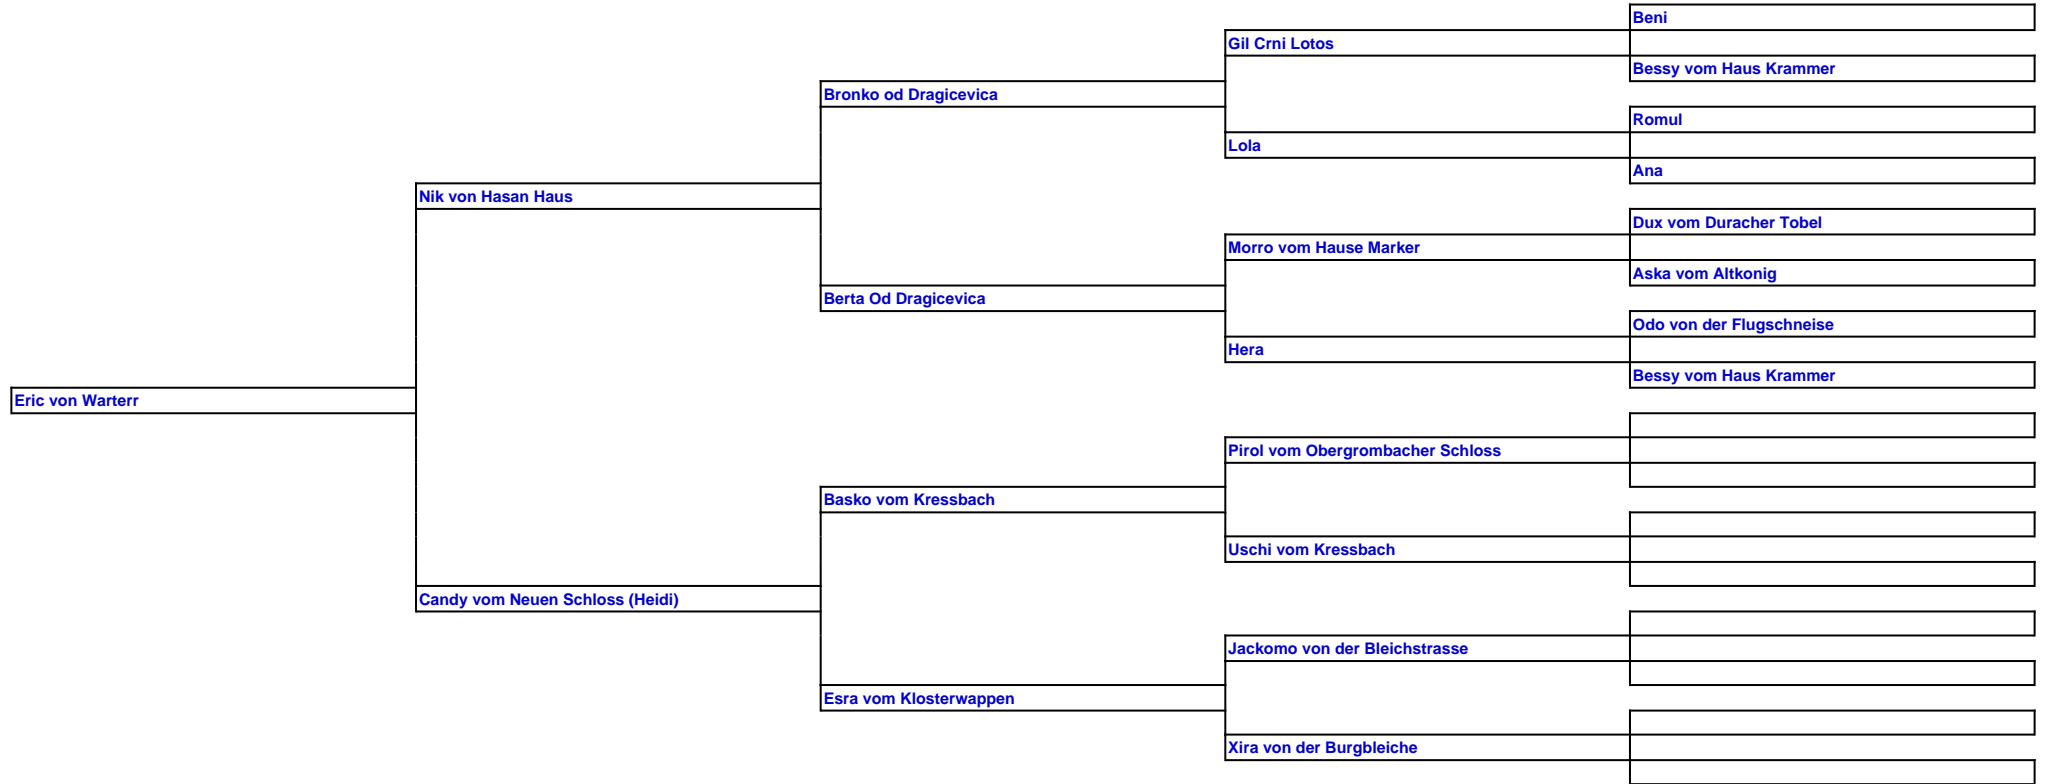 Beni
Gil Crni Lotos
Bessy vom Haus Krammer
Bronko od Dragicevica
Romul
Lola
Ana
Nik von Hasan Haus
Dux vom Duracher Tobel
Morro vom Hause Marker
Aska vom Altkonig
Berta Od Dragicevica
Odo von der Flugschneise
Hera
Bessy vom Haus Krammer
Eric von Warterr
Pirol vom Obergrombacher Schloss
Basko vom Kressbach
Uschi vom Kressbach
Candy vom Neuen Schloss (Heidi)
Jackomo von der Bleichstrasse
Esra vom Klosterwappen
Xira von der Burgbleiche